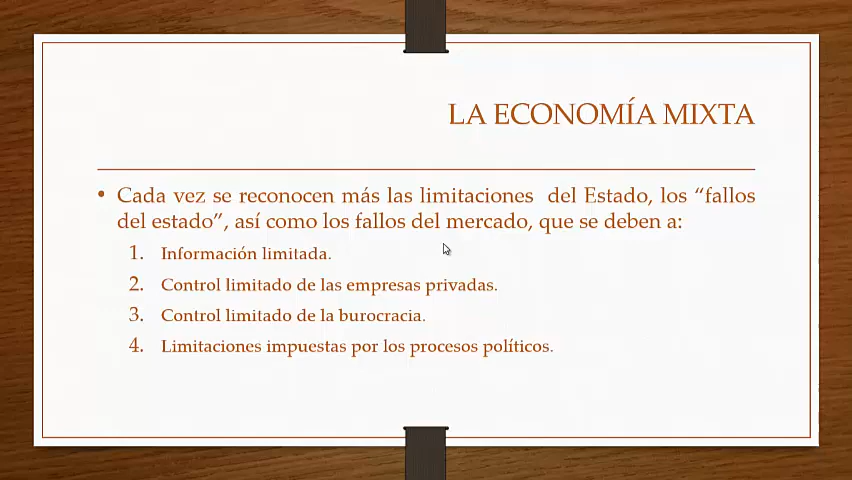 LA ECONOMÍA MIXTA
• Cada vez se reconocen más las limitaciones del Estado, los “fallos
del estado”, así como los fallos del mercado, que se deben a:
1. Información limitada.
2. Control limitado de las empresas privadas.
3. Control limitado de la burocracia.
4. Limitaciones impuestas por los procesos políticos.